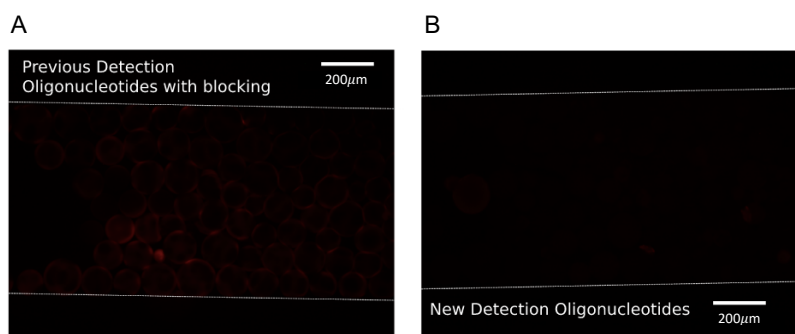 A
B
Previous Detection
Oligonucleotides with blocking
200μm
New Detection Oligonucleotides
200μm